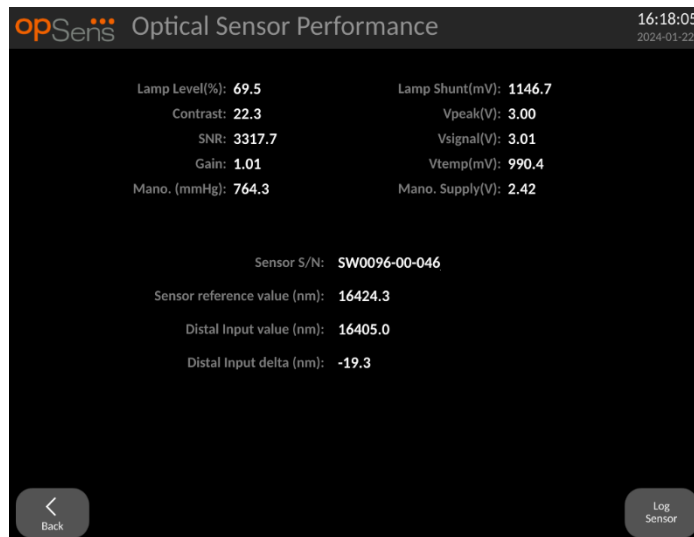 opSens Optical Sensor Performance 16:18:05
2024-01-22
Lamp Level(%): 69.5 Lamp Shunt(mV): 1146.7
Contrast: 22.3 Vpeak(V): 3.00
SNR: 3317.7 Vsignal(V): 3.01
Gain: 1.01 Vtemp(mV): 990.4
Mano. (mmHg): 764.3 Mano. Supply(V): 2.42
Sensor S/N: SW0096-00-046
Sensor reference value (nm): 16424.3
Distal Input value (nm): 16405.0
Distal Input delta (nm): -19.3
Back
Log
Sensor